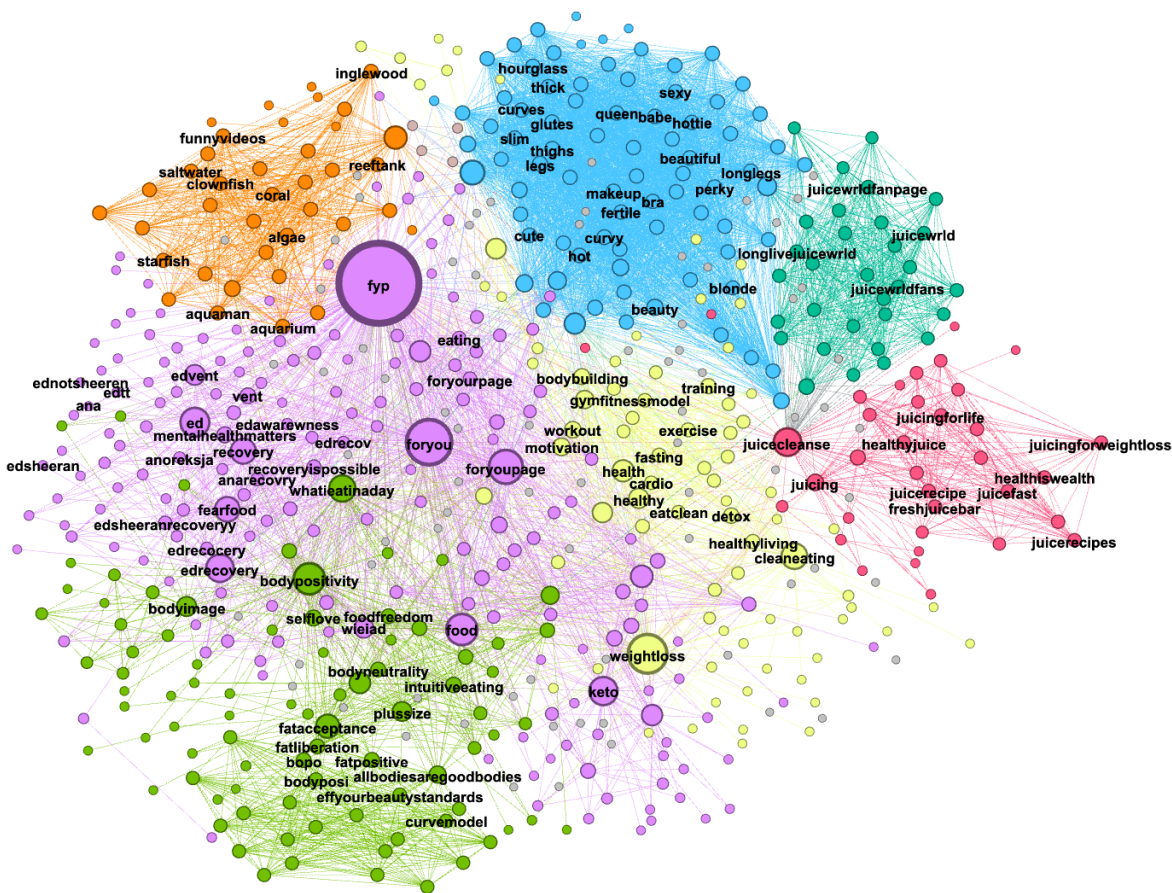 hourglass
inglewood
thick
sexy
curves
queen
babe
hottie
glutes
funnyvideos
slim
thighs
beautiful
reeftank
legs
saltwater
longlegs
clownfish
perky
juicewrldfanpage
coral
makeup
bra
fertile
cute
algae
curvy
juicewrld
hot
longlivejuicewrld
starfish
fyp
blonde
juicewrldfans
beauty
aquaman
aquarium
eating
edvent
foryourpage
bodybuilding
training
ednotsheeren
edtt
vent
gymfitnessmodel
ana
ed
edawarewness
juicingforlife
mentalhealthmatters
edrecov
foryou
workout
exercise
juicecleanse
healthyjuice
juicingforweightloss
recovery
motivation
edsheeran
anoreksja
recoveryispossible
foryoupage
fasting
health
anarecovry
cardio
healthiswealth
whatieatinaday
juicing
juicerecipe
juicefast
healthy
fearfood
freshjuicebar
eatclean
detox
edsheeranrecoveryy
juicerecipes
healthyliving
edrecocery
cleaneating
edrecovery
bodypositivity
bodyimage
selflove
foodfreedom
wieiad
food
weightloss
bodyneutrality
intuitiveeating
keto
plussize
fatacceptance
fatliberation
bopo
fatpositive
bodyposi
allbodiesaregoodbodies
effyourbeautystandards
curvemodel